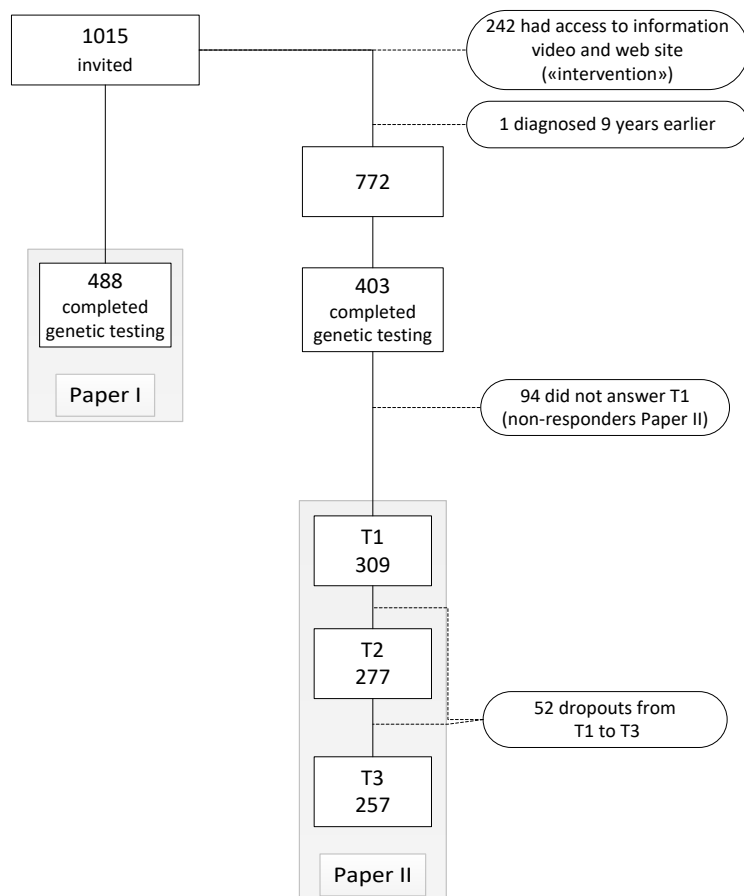 1015
invited
242 had access to information
video and web site
(«intervention»)
1 diagnosed 9 years earlier
772
488
completed
genetic testing
Paper I
403
completed
genetic testing
94 did not answer T1
(non-responders Paper II)
T1
309
T2
277
52 dropouts from
T1 to T3
T3
257
Paper II